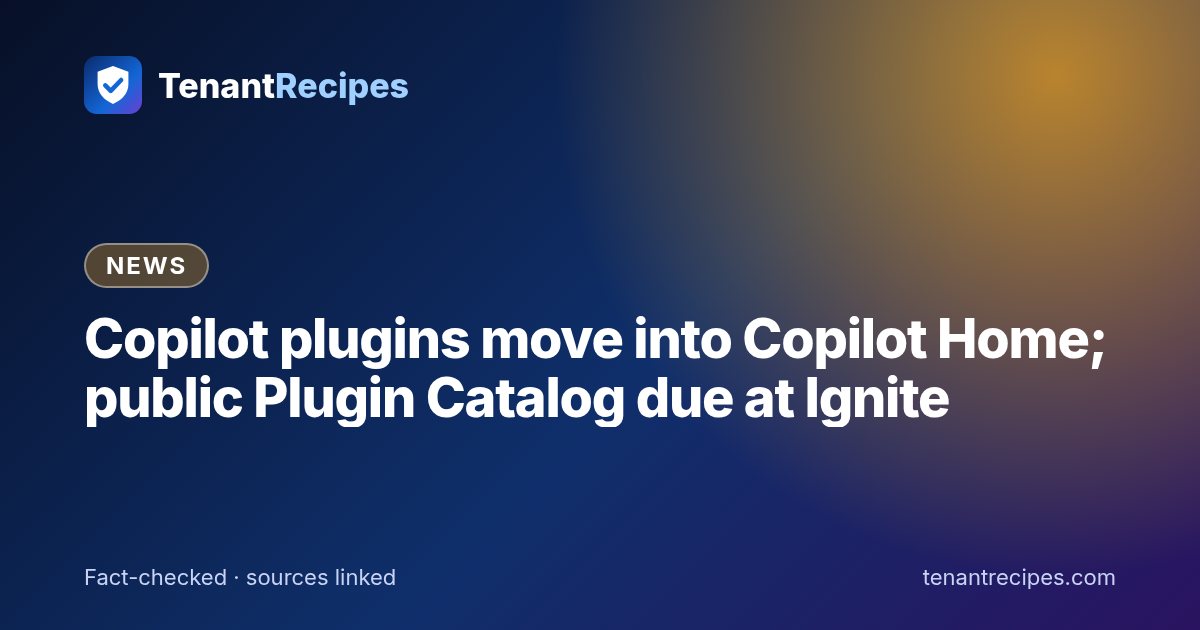 TenantRecipes
NEWS
Copilot plugins move into Copilot Home;
public Plugin Catalog due at Ignite
Fact-checked · sources linked
tenantrecipes.com